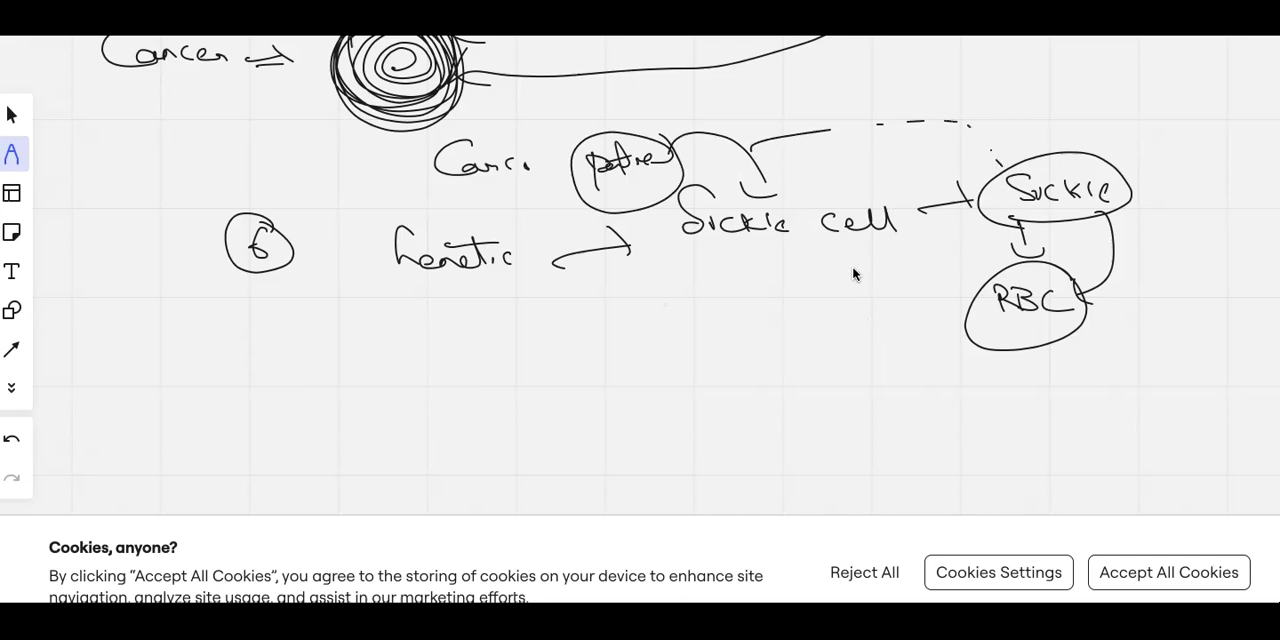 Cancer
Canc.
Sickle
Sickle cell
Genetic
6
RBC
Cookies, anyone?
By clicking “Accept All Cookies”, you agree to the storing of cookies on your device to enhance site
navigation, analyze site usage, and assist in our marketing efforts.
Reject All
Cookies Settings
Accept All Cookies